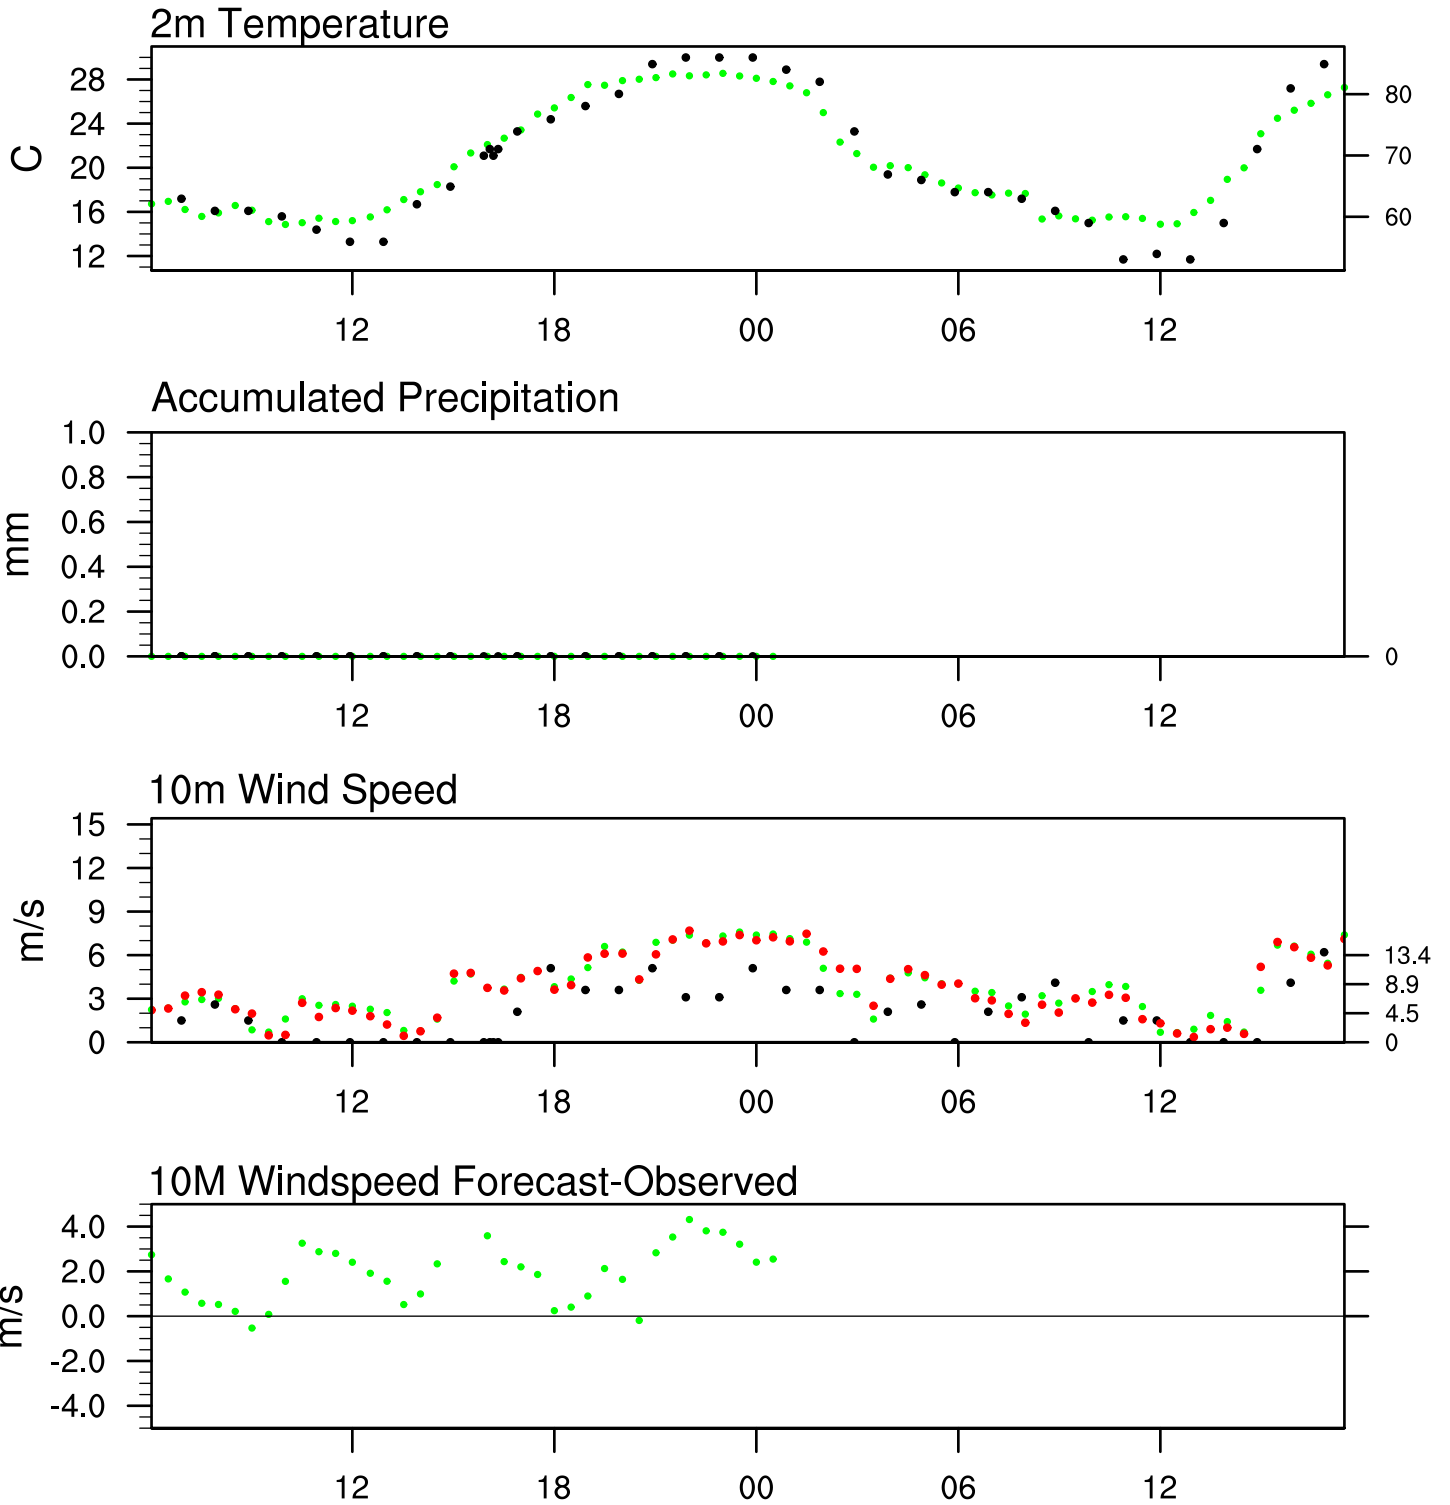 2m Temperature
28
24
20
16
12
C
80
70
60
12 18 00 06 12
Accumulated Precipitation
1.0
0.8
0.6
0.4
0.2
0.0
mm
0
12 18 00 06 12
10m Wind Speed
15
12
9
6
3
0
m/s
13.4
8.9
4.5
0
12 18 00 06 12
10M Windspeed Forecast-Observed
4.0
2.0
0.0
-2.0
-4.0
m/s
12 18 00 06 12